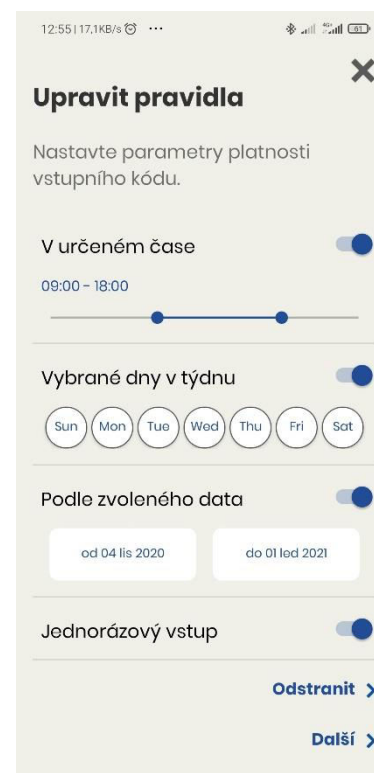 12:55 | 17,1KB/s ...
4G+ 61
Upravit pravidla
Nastavte parametry platnosti
vstupního kódu.
V určeném čase
09:00 - 18:00
Vybrané dny v týdnu
Sun Mon Tue Wed Thu Fri Sat
Podle zvoleného data
od 04 lis 2020 do 01 led 2021
Jednorázový vstup
Odstranit
Další